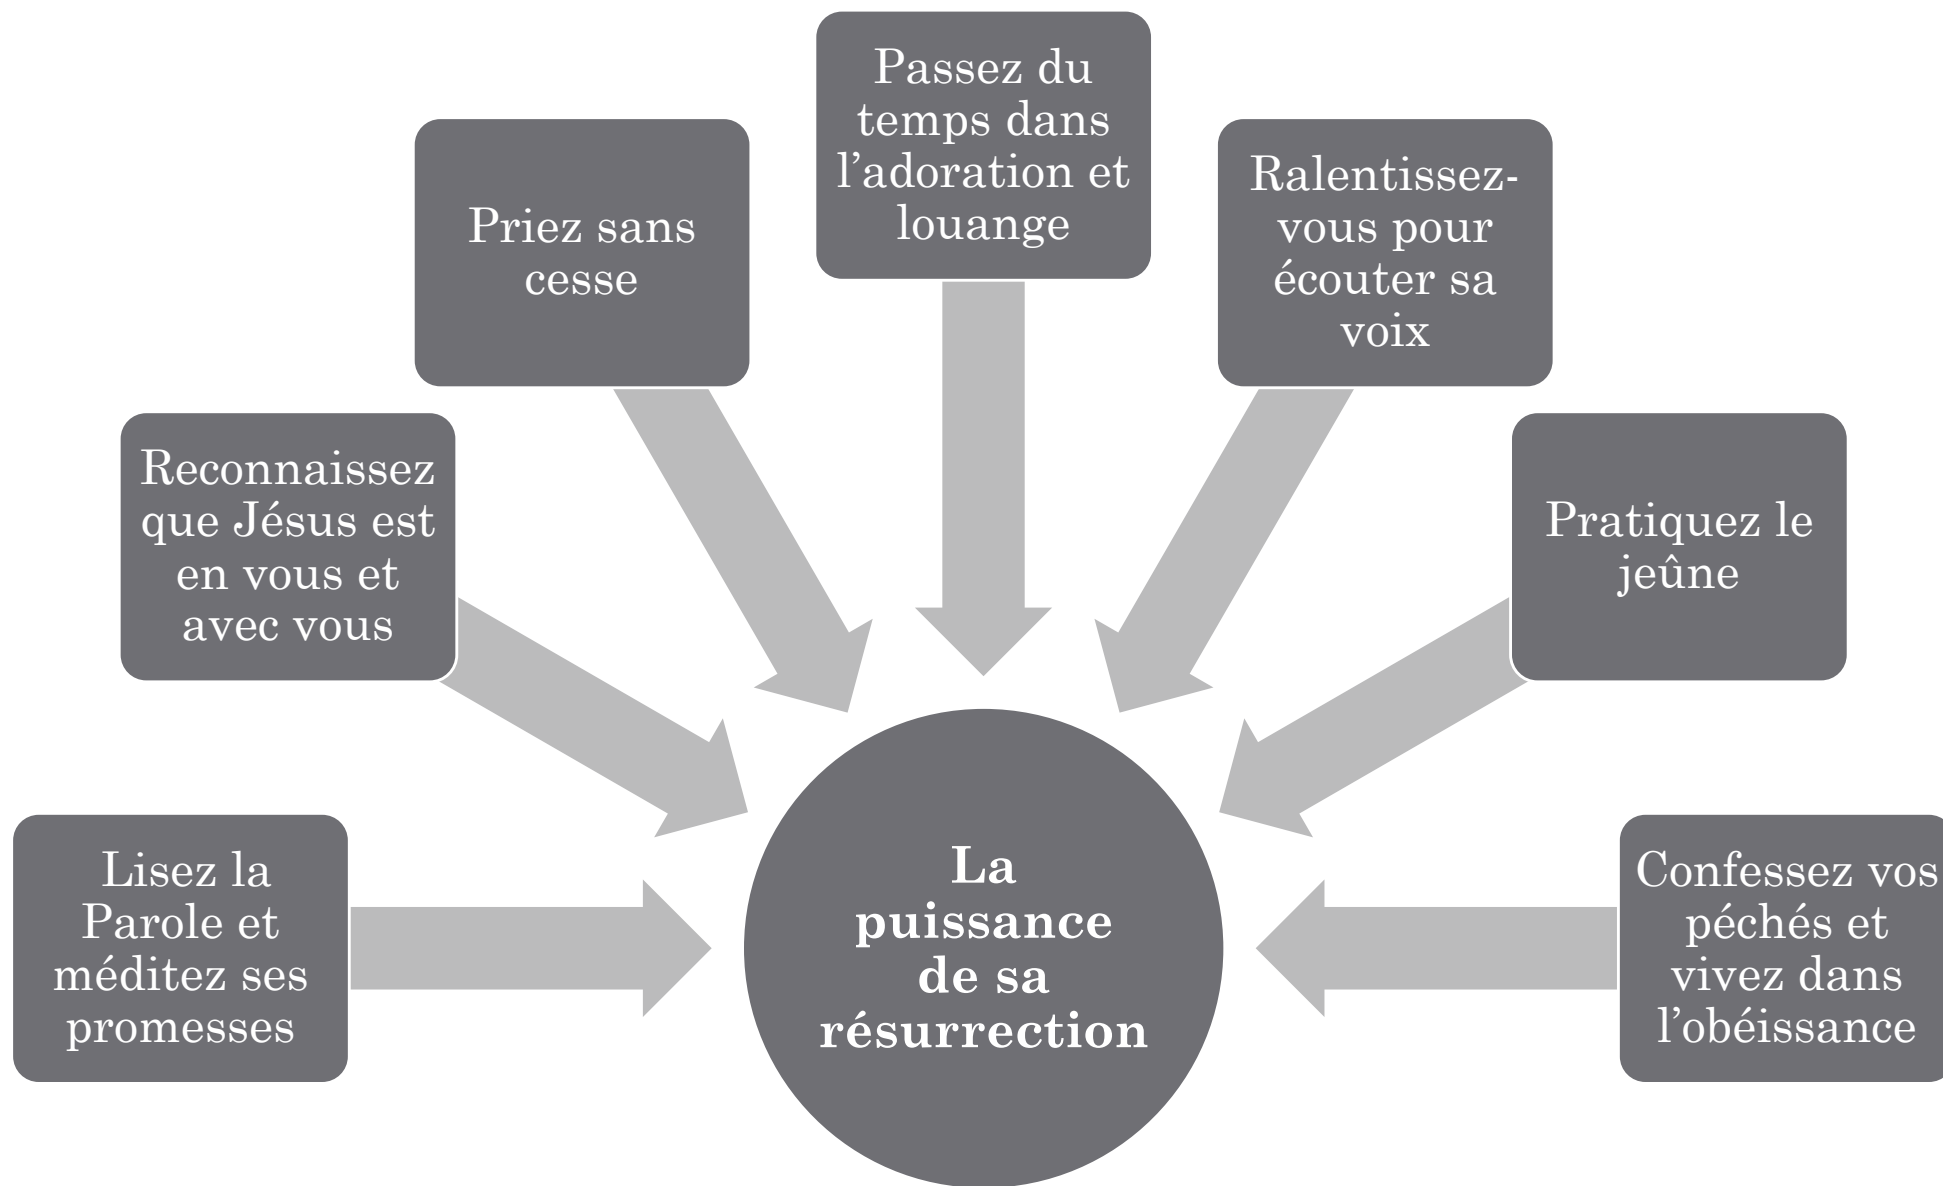 Passez du
temps dans
l’adoration et
louange
Priez sans
cesse
Ralentissez-
vous pour
écouter sa
voix
Reconnaissez
que Jésus est
en vous et
avec vous
Pratiquez le
jeûne
Lisez la
Parole et
méditez ses
promesses
La
puissance
de sa
résurrection
Confessez vos
péchés et
vivez dans
l’obéissance